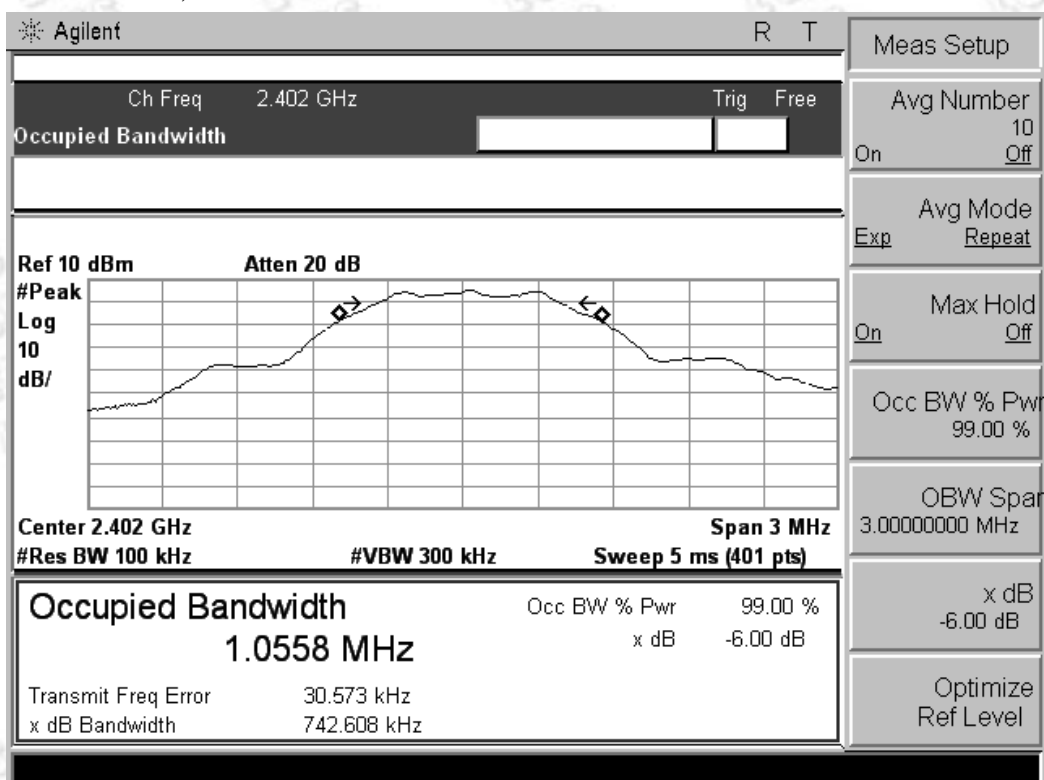 Agilent R T
Meas Setup
Ch Freq 2.402 GHz Trig Free
Occupied Bandwidth
Avg Number
10
On Off
Avg Mode
Exp Repeat
Max Hold
On Off
Occ BW % Pwr
99.00 %
OBW Span
3.00000000 MHz
x dB
-6.00 dB
Optimize
Ref Level
Ref 10 dBm Atten 20 dB
#Peak
Log
10
dB/
Center 2.402 GHz Span 3 MHz
#Res BW 100 kHz #VBW 300 kHz Sweep 5 ms (401 pts)
Occupied Bandwidth
1.0558 MHz
Occ BW % Pwr 99.00 %
x dB -6.00 dB
Transmit Freq Error 30.573 kHz
x dB Bandwidth 742.608 kHz